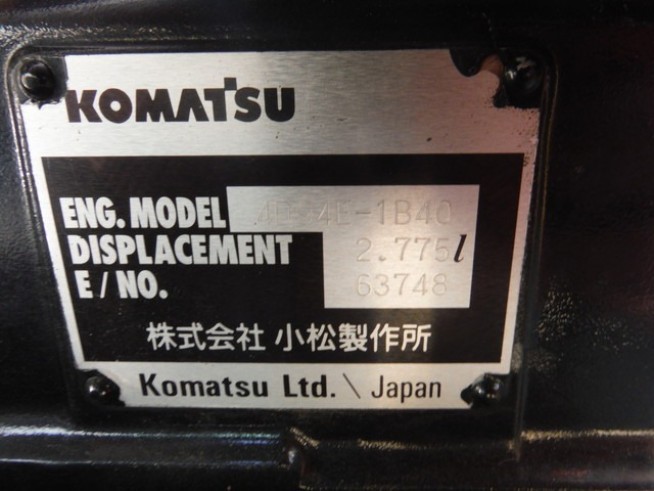 KOMATSU
ENG. MODEL
DISPLACEMENT 2.775l
E / NO. 63748
株式会社 小松製作所
Komatsu Ltd. \ Japan